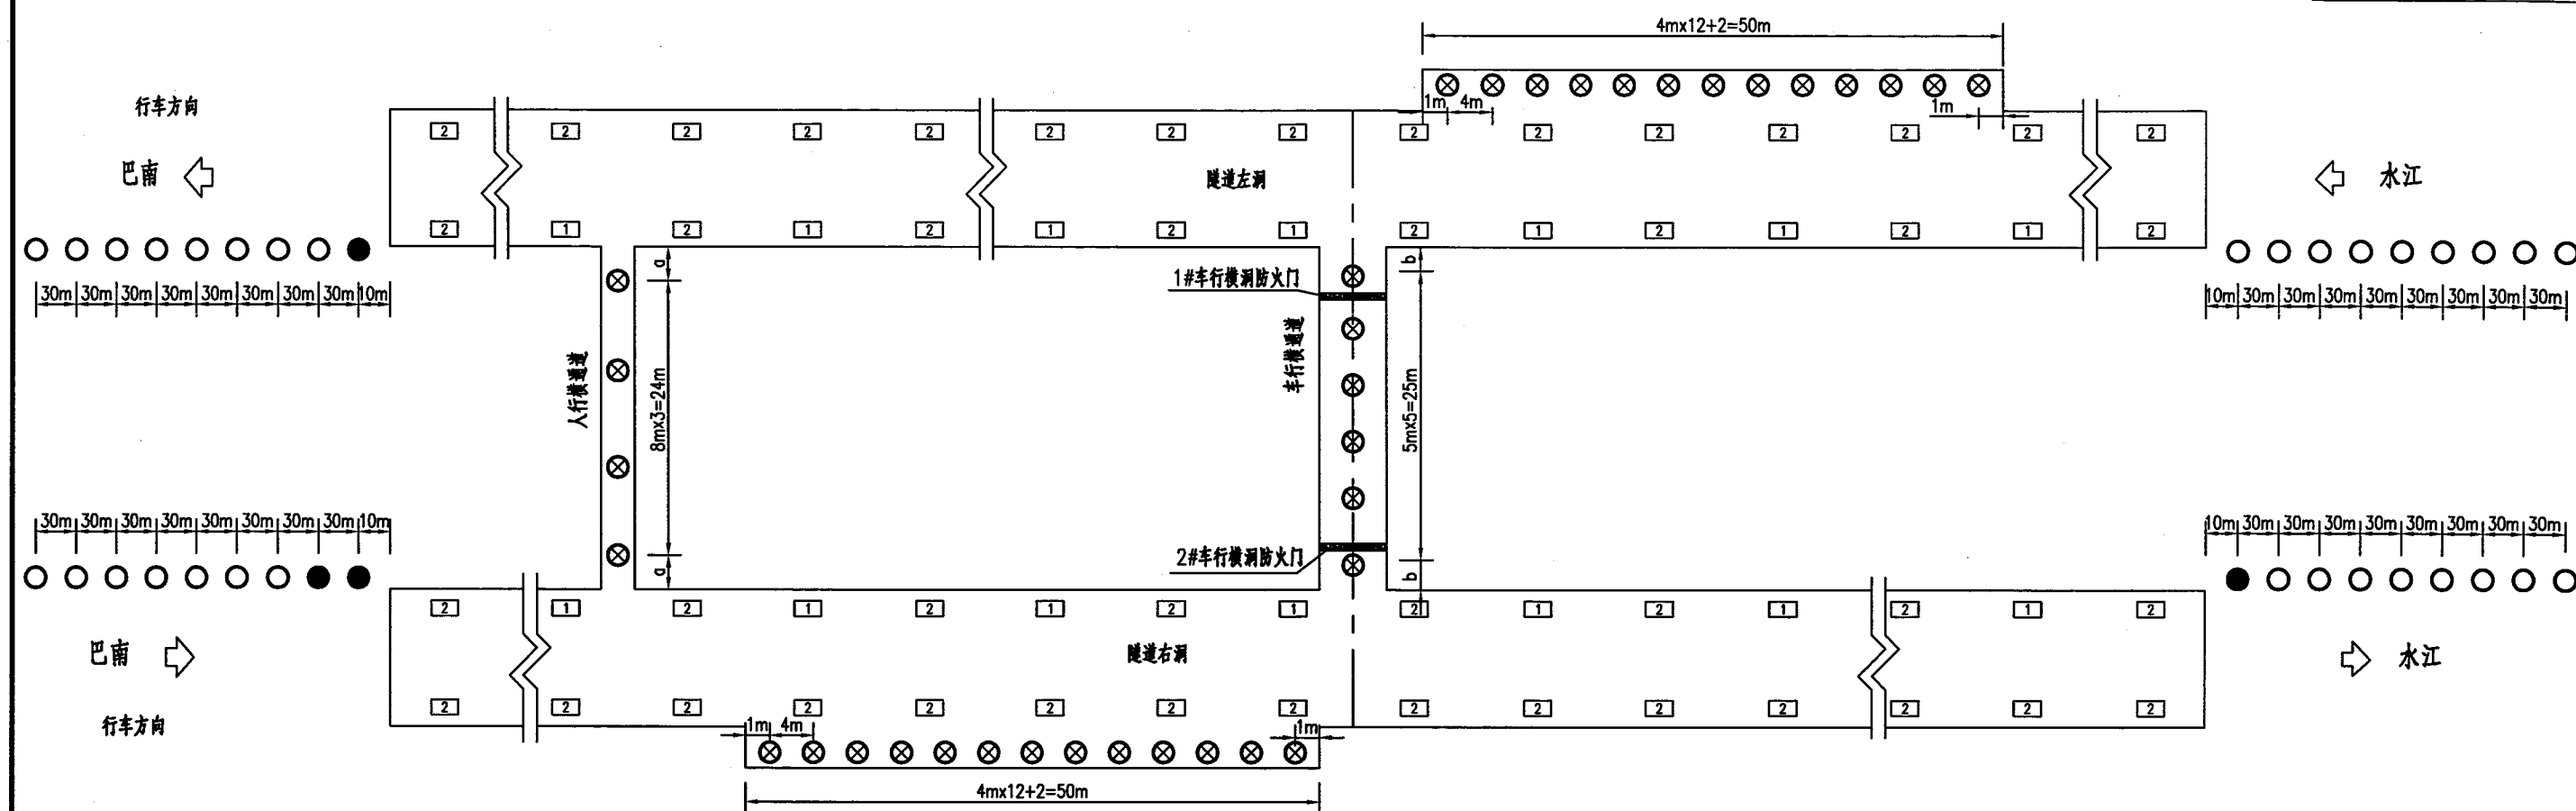 4mx12+2=50m
行车方向
1m 4m 1m
2 2 2 2 2 2 2 2 2 2 2 2 2 2 2
巴南
隧道左洞
水江
2 1 2 1 2 1 2 1 2 1 2 1 2 1 2
a
b
1#车行横洞防火门
30m 30m 30m 30m 30m 30m 30m 30m 10m
10m 30m 30m 30m 30m 30m 30m 30m 30m
人行横通道
8mx3=24m
车行横通道
5mx5=25m
30m 30m 30m 30m 30m 30m 30m 30m 10m
10m 30m 30m 30m 30m 30m 30m 30m 30m
2#车行横洞防火门
a
b
2 1 2 1 2 1 2 1 2 1 2 1 2 1 2
巴南
隧道右洞
水江
2 2 2 2 2 2 2 2 2 2 2 2 2 2 2
行车方向
1m 4m 1m
4mx12+2=50m